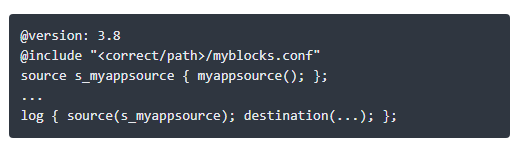 @version: 3.8
@include "<correct/path>/myblocks.conf"
source s_myappsource { myappsource(); };
...
log { source(s_myappsource); destination(...); };